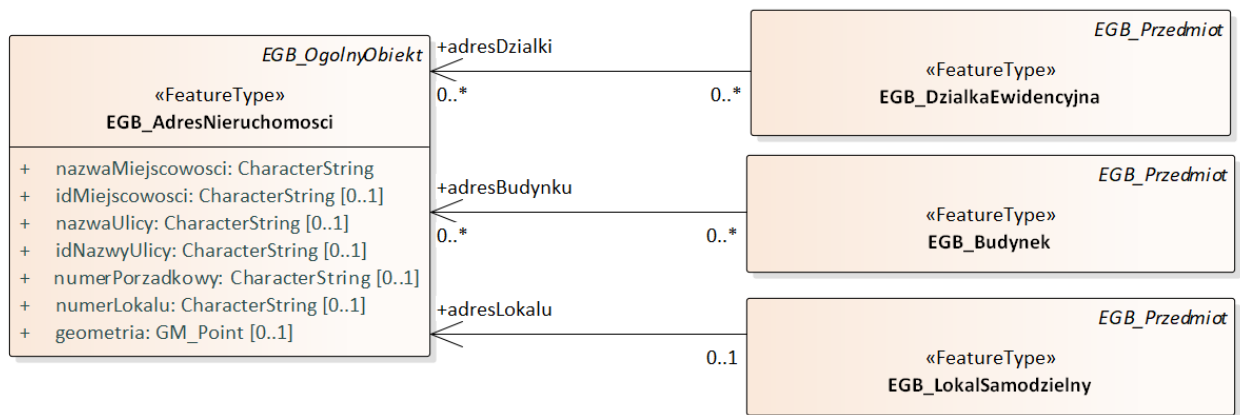 EGB_OgolnyObiekt
«FeatureType»
EGB_AdresNieruchomosci
+ nazwaMiejscowosci: CharacterString
+ idMiejscowosci: CharacterString [0..1]
+ nazwaUlicy: CharacterString [0..1]
+ idNazwyUlicy: CharacterString [0..1]
+ numerPorzadkowy: CharacterString [0..1]
+ numerLokalu: CharacterString [0..1]
+ geometria: GM_Point [0..1]
+adresDzialki
0..* 0..*
EGB_Przedmiot
«FeatureType»
EGB_DzialkaEwidencyjna
+adresBudynku
0..* 0..*
EGB_Przedmiot
«FeatureType»
EGB_Budynek
+adresLokalu
0..1
EGB_Przedmiot
«FeatureType»
EGB_LokalSamodzielny